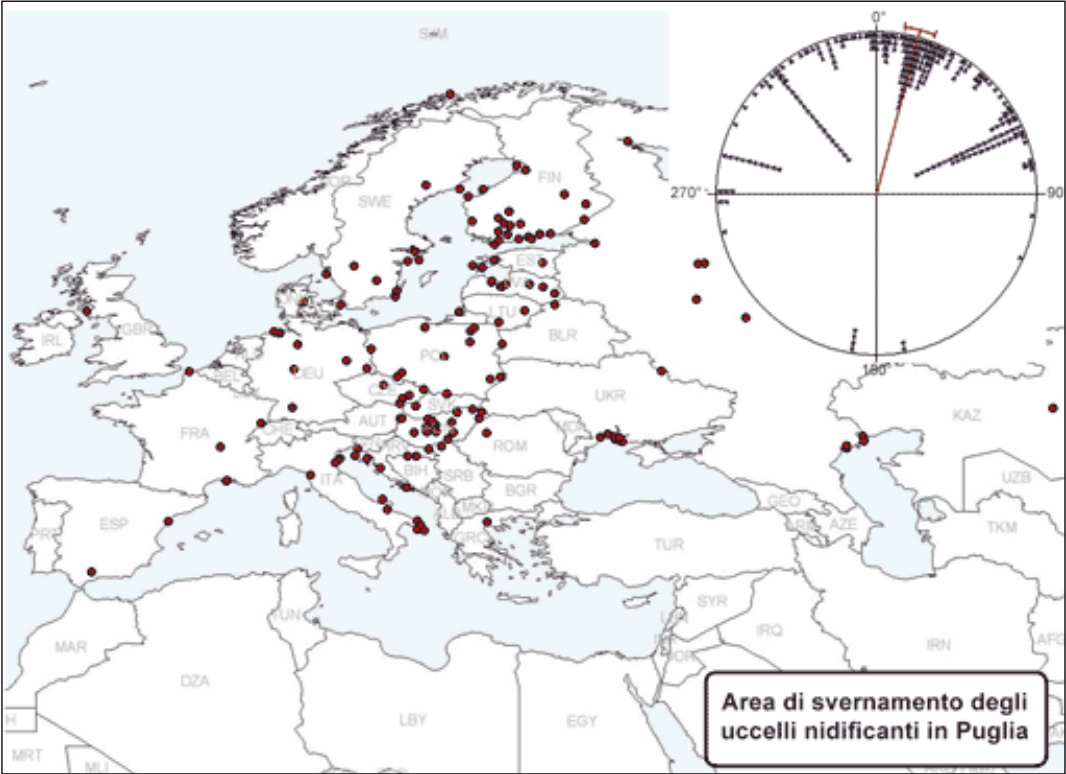 SJM
0°
FIN
SWE
270°
90
EST
LTU
IRL
GBR
BLR
180°
DEU
UKR
KAZ
AUT
FRA
ROM
UZB
BIH
ITA
SRB
BGR
GEO
ESP
AZE
TKM
GRC
TUR
SYR
TUN
MAR
IRQ
IRN
AFG
DZA
Area di svernamento degli
uccelli nidificanti in Puglia
LBY
EGY
H
MRT
MLI